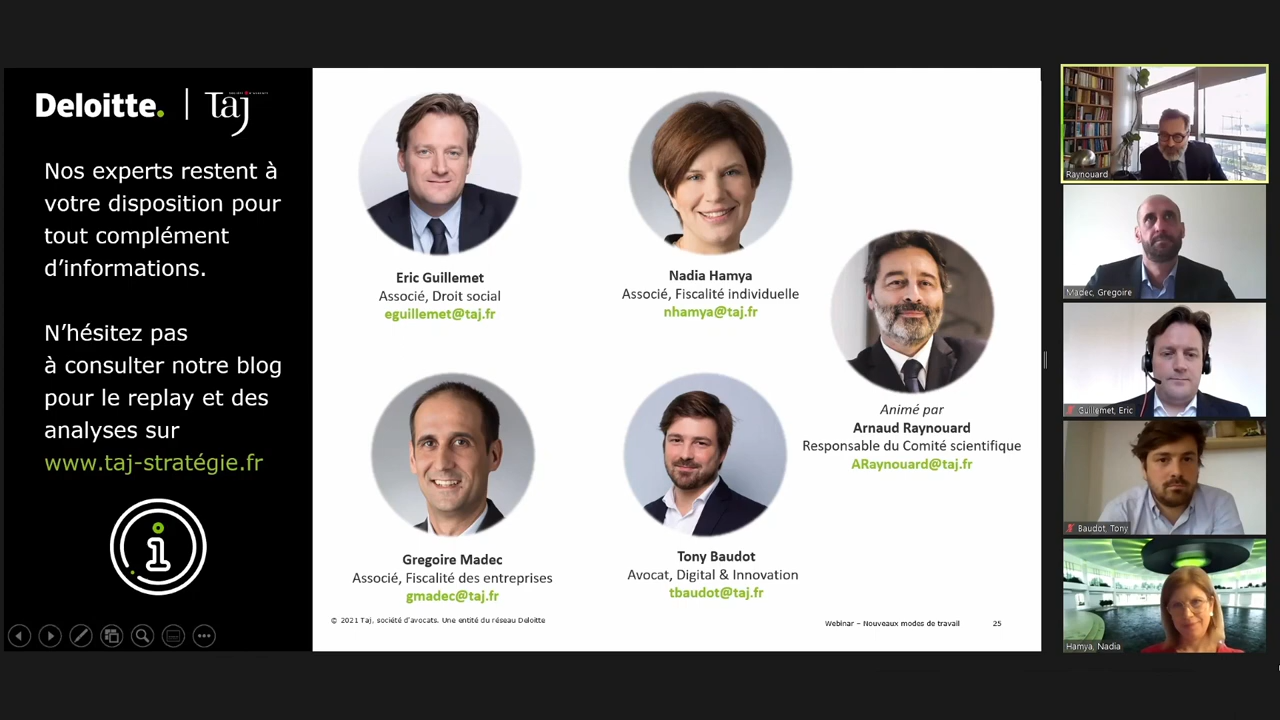 Deloitte. | Taj
Nos experts restent à
votre disposition pour
tout complément
d'informations.
N'hésitez pas
à consulter notre blog
pour le replay et des
analyses sur
www.taj-stratégie.fr
Eric Guillemet
Associé, Droit social
eguillemet@taj.fr
Nadia Hamya
Associé, Fiscalité individuelle
nhamya@taj.fr
Animé par
Arnaud Raynouard
Responsable du Comité scientifique
ARaynouard@taj.fr
Gregoire Madec
Associé, Fiscalité des entreprises
gmadec@taj.fr
Tony Baudot
Avocat, Digital & Innovation
tbaudot@taj.fr
© 2021 Taj, société d'avocats. Une entité du réseau Deloitte
Webinar – Nouveaux modes de travail 25
Raynouard
Madec, Gregoire
Guillemet, Eric
Baudot, Tony
Hamya, Nadia